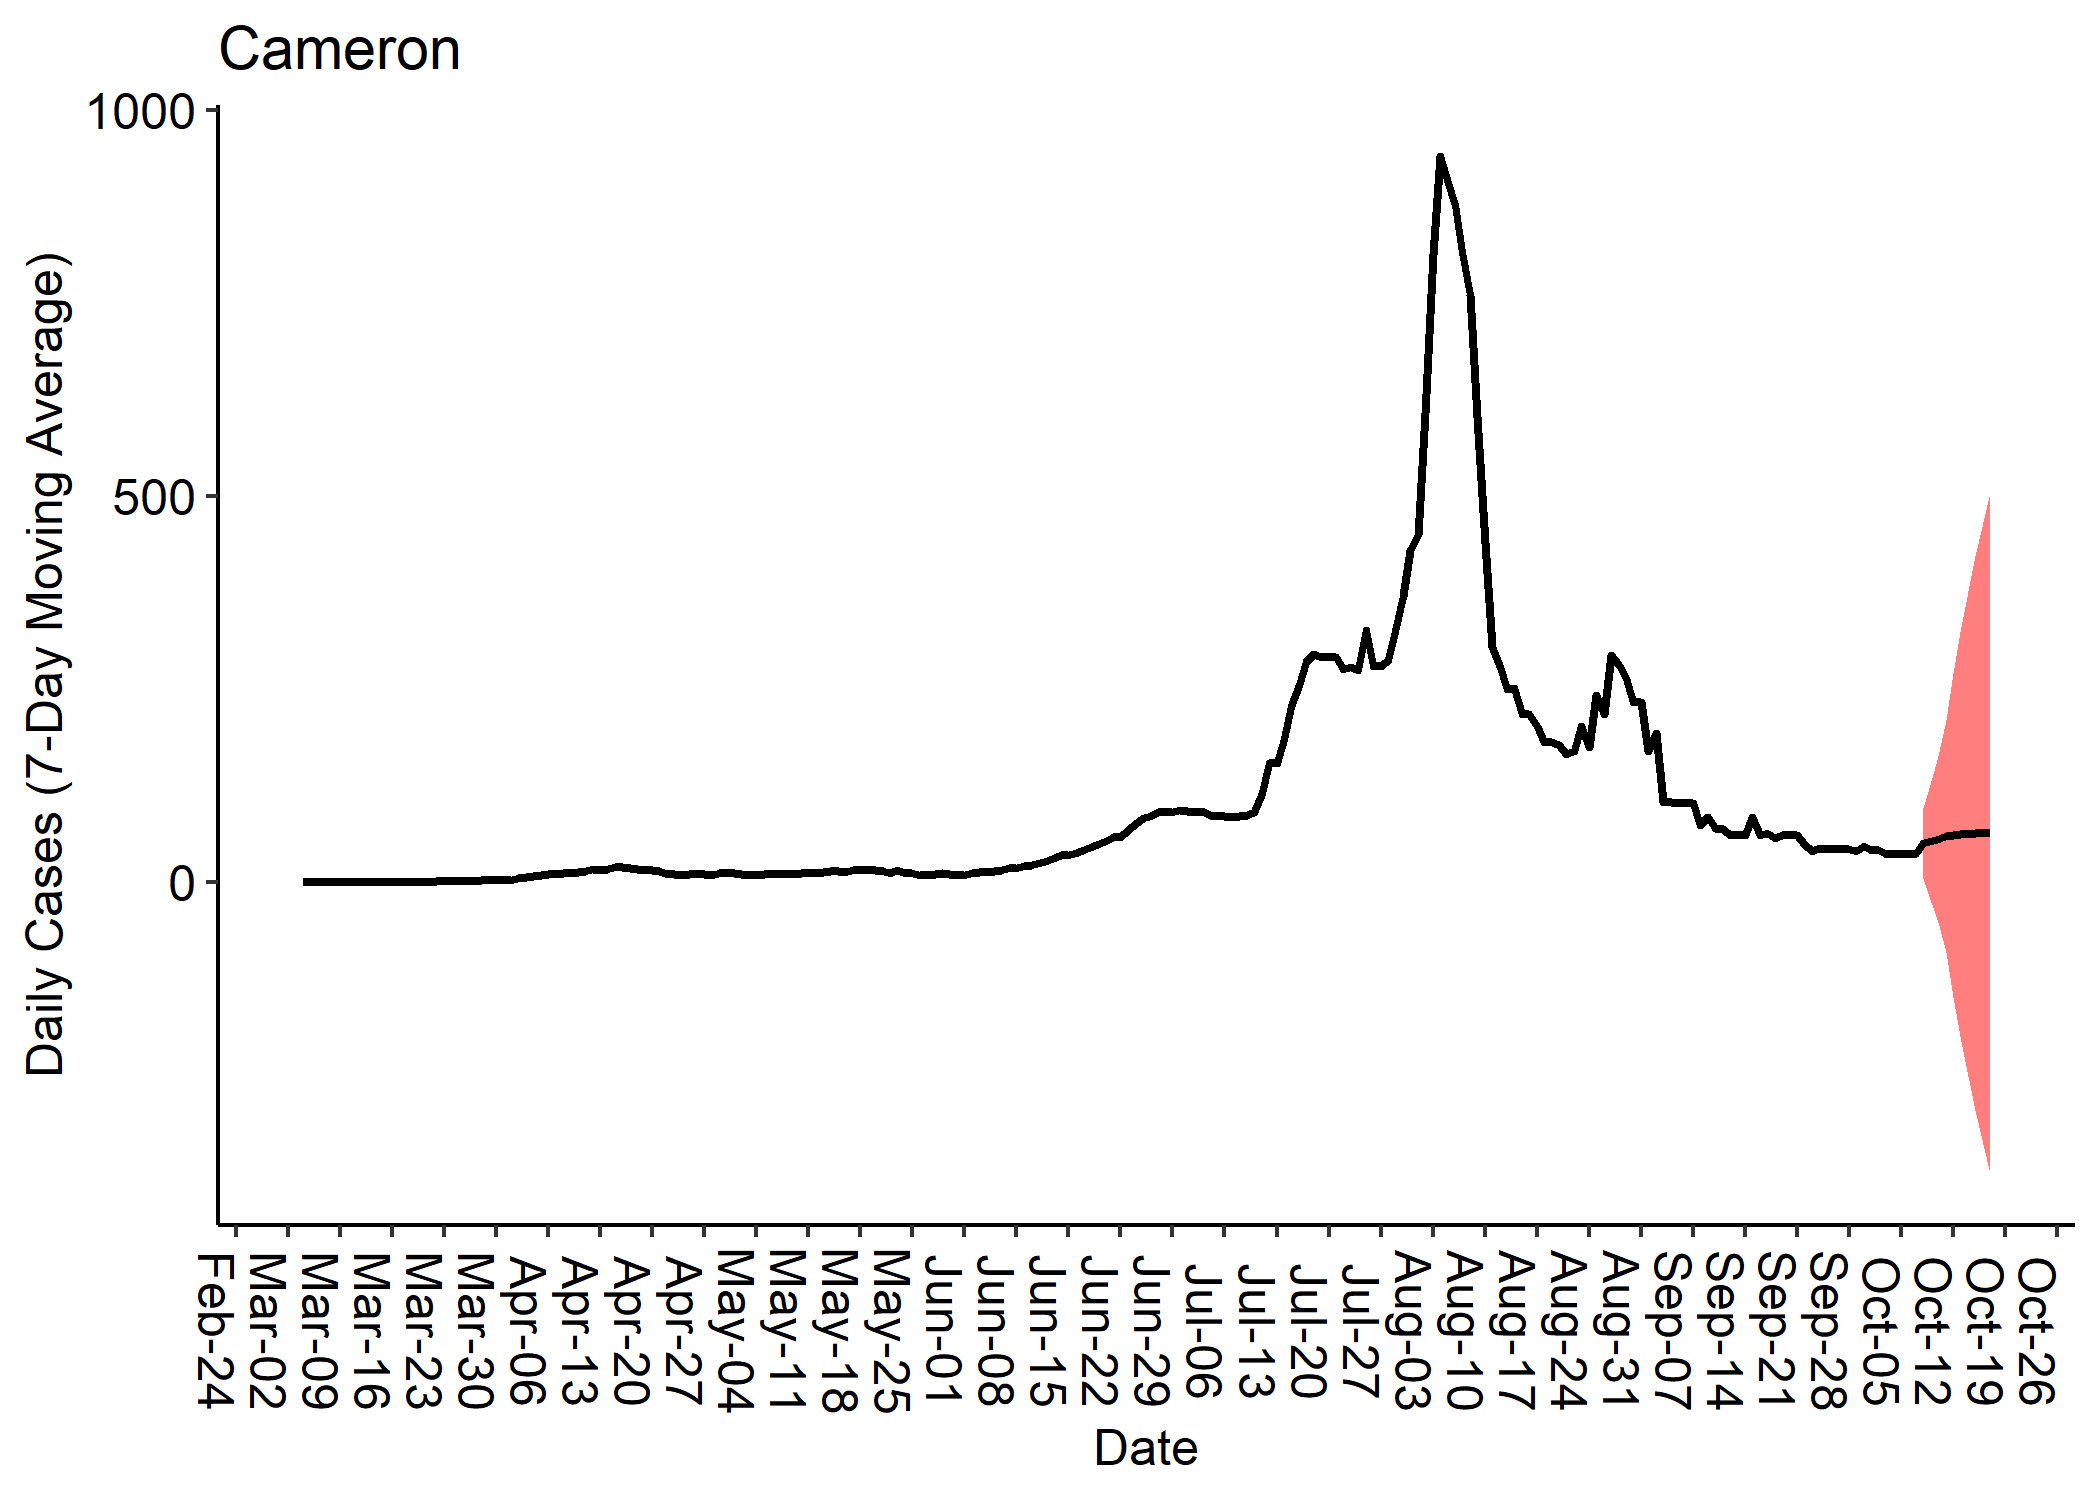 Cameron
1000
500
0
Daily Cases (7-Day Moving Average)
Feb-24
Mar-02
Mar-09
Mar-16
Mar-23
Mar-30
Apr-06
Apr-13
Apr-20
Apr-27
May-04
May-11
May-18
May-25
Jun-01
Jun-08
Jun-15
Jun-22
Jun-29
Jul-06
Jul-13
Jul-20
Jul-27
Aug-03
Aug-10
Aug-17
Aug-24
Aug-31
Sep-07
Sep-14
Sep-21
Sep-28
Oct-05
Oct-12
Oct-19
Oct-26
Date